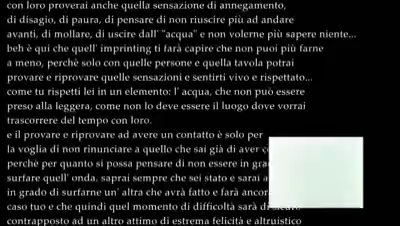 con loro proverai anche quella sensazione di annegamento,
di disagio, di paura, di pensare di non riuscire più ad andare
avanti, di mollare, di uscire dall' "acqua" e non volerne più sapere niente...
beh è qui che quell' imprinting ti farà capire che non puoi più farne
a meno, perchè solo con quelle persone e quella tavola potrai
provare e riprovare quelle sensazioni e sentirti vivo e rispettato...
come tu rispetti lei in un elemento: l' acqua, che non può essere
preso alla leggera, come non lo deve essere il luogo dove vorrai
trascorrere del tempo con loro.
e il provare e riprovare ad avere un contatto è solo per
la voglia di non rinunciare a quello che sai già di aver
perchè per quanto si possa pensare di non essere in
surfare quell' onda, saprai sempre che sei stato e sarai
in grado di surfarne un' altra che avrà fatto e farà
caso tuo e che quindi quel momento di difficoltà sarà di
contrapposto ad un altro attimo di estrema felicità e altruistico